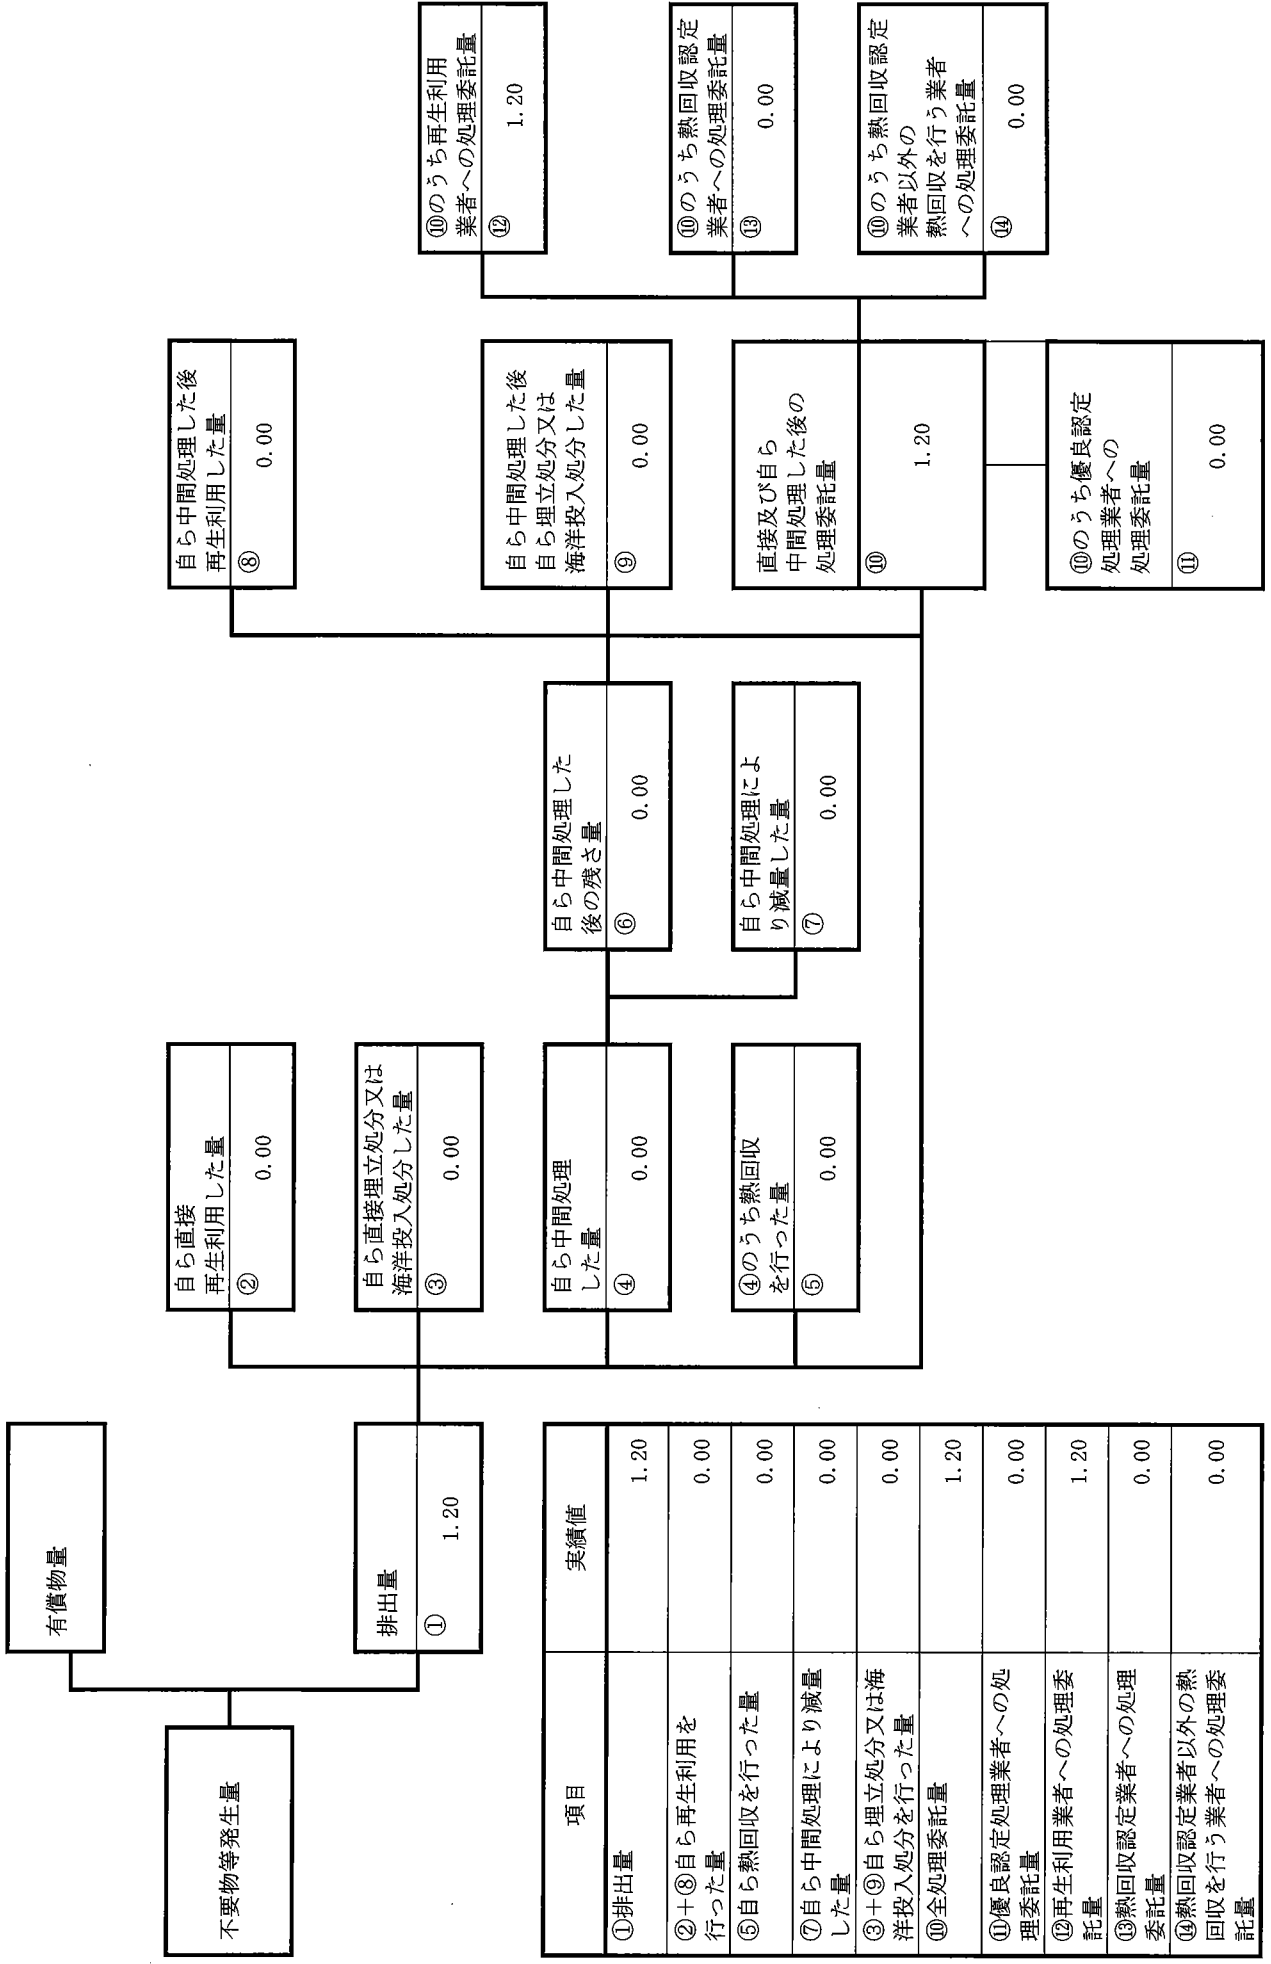 不要物等発生量
有償物量
排出量
① 1.20
自ら直接
再生利用した量
② 0.00
自ら直接埋立処分又は
海洋投入処分した量
③ 0.00
自ら中間処理
した量
④ 0.00
④のうち熱回収
を行った量
⑤ 0.00
自ら中間処理した
後の残さ量
⑥ 0.00
自ら中間処理によ
り減量した量
⑦ 0.00
自ら中間処理した後
再生利用した量
⑧ 0.00
自ら中間処理した後
自ら埋立処分又は
海洋投入処分した量
⑨ 0.00
直接及び自ら
中間処理した後の
処理委託量
⑩ 1.20
⑩のうち優良認定
処理業者への
処理委託量
⑪ 0.00
⑩のうち再生利用
業者への処理委託量
⑫ 1.20
⑩のうち熱回収認定
業者への処理委託量
⑬ 0.00
⑩のうち熱回収認定
業者以外の
熱回収を行う業者
への処理委託量
⑭ 0.00
項目 実績値
①排出量 1.20
②+⑧自ら再生利用を
行った量 0.00
⑤自ら熱回収を行った量 0.00
⑦自ら中間処理により減量
した量 0.00
③+⑨自ら埋立処分又は海
洋投入処分を行った量 0.00
⑩全処理委託量 1.20
⑪優良認定処理業者への処
理委託量 0.00
⑫再生利用業者への処理委
託量 1.20
⑬熱回収認定業者への処理
委託量 0.00
⑭熱回収認定業者以外の熱
回収を行う業者への処理委
託量 0.00